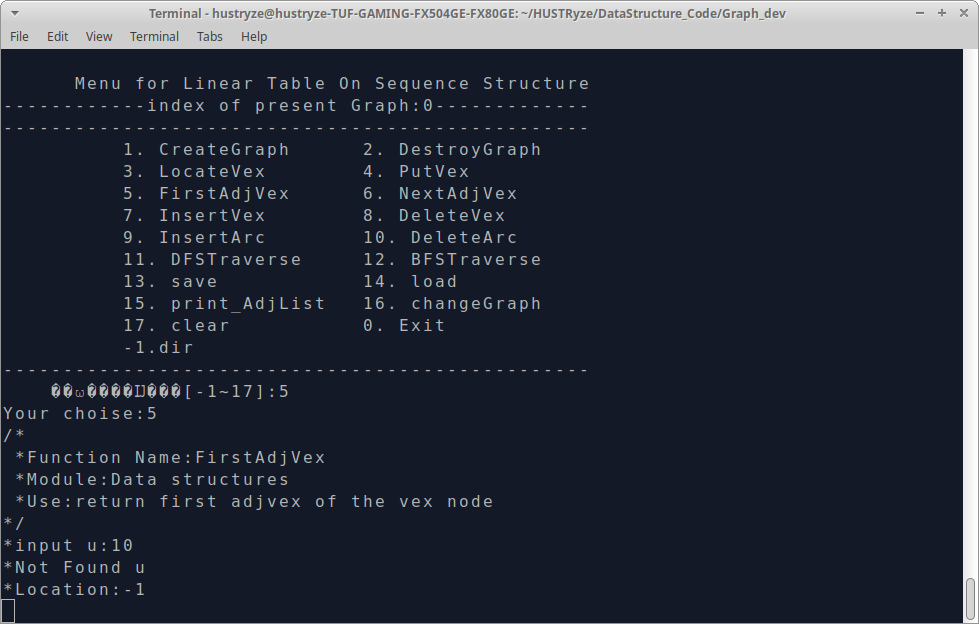 Terminal - hustryze@hustryze-TUF-GAMING-FX504GE-FX80GE: ~/HUSTRyze/DataStructure_Code/Graph_dev
File Edit View Terminal Tabs Help
Menu for Linear Table On Sequence Structure
------------index of present Graph:0-------------
-------------------------------------------------
1. CreateGraph 2. DestroyGraph
3. LocateVex 4. PutVex
5. FirstAdjVex 6. NextAdjVex
7. InsertVex 8. DeleteVex
9. InsertArc 10. DeleteArc
11. DFSTraverse 12. BFSTraverse
13. save 14. load
15. print_AdjList 16. changeGraph
17. clear 0. Exit
-1.dir
-------------------------------------------------
[-1~17]:5
Your choise:5
/*
*Function Name:FirstAdjVex
*Module:Data structures
*Use:return first adjvex of the vex node
*/
*input u:10
*Not Found u
*Location:-1